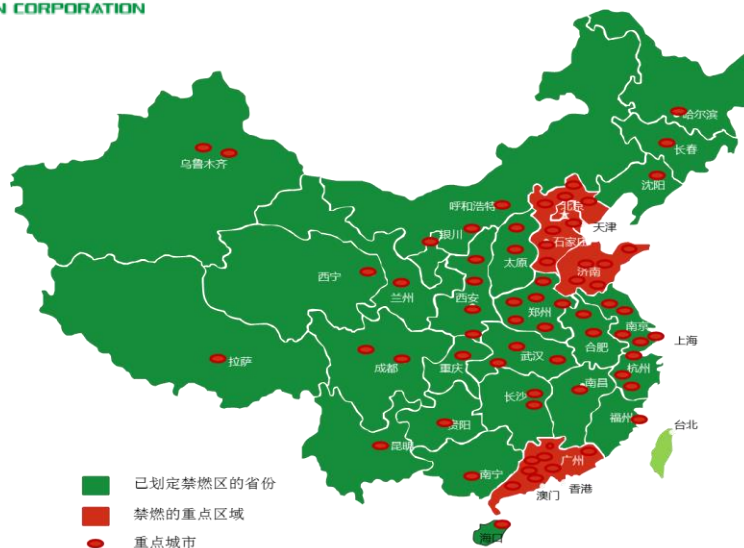 N CORPORATION
哈尔滨
长春
乌鲁木齐
沈阳
呼和浩特
北京
天津
银川
石家庄
太原
西宁
济南
兰州
西安
郑州
南京
上海
合肥
拉萨
成都
重庆
武汉
杭州
南昌
长沙
福州
贵阳
台北
昆明
广州
南宁
香港
澳门
海口
已划定禁燃区的省份
禁燃的重点区域
重点城市